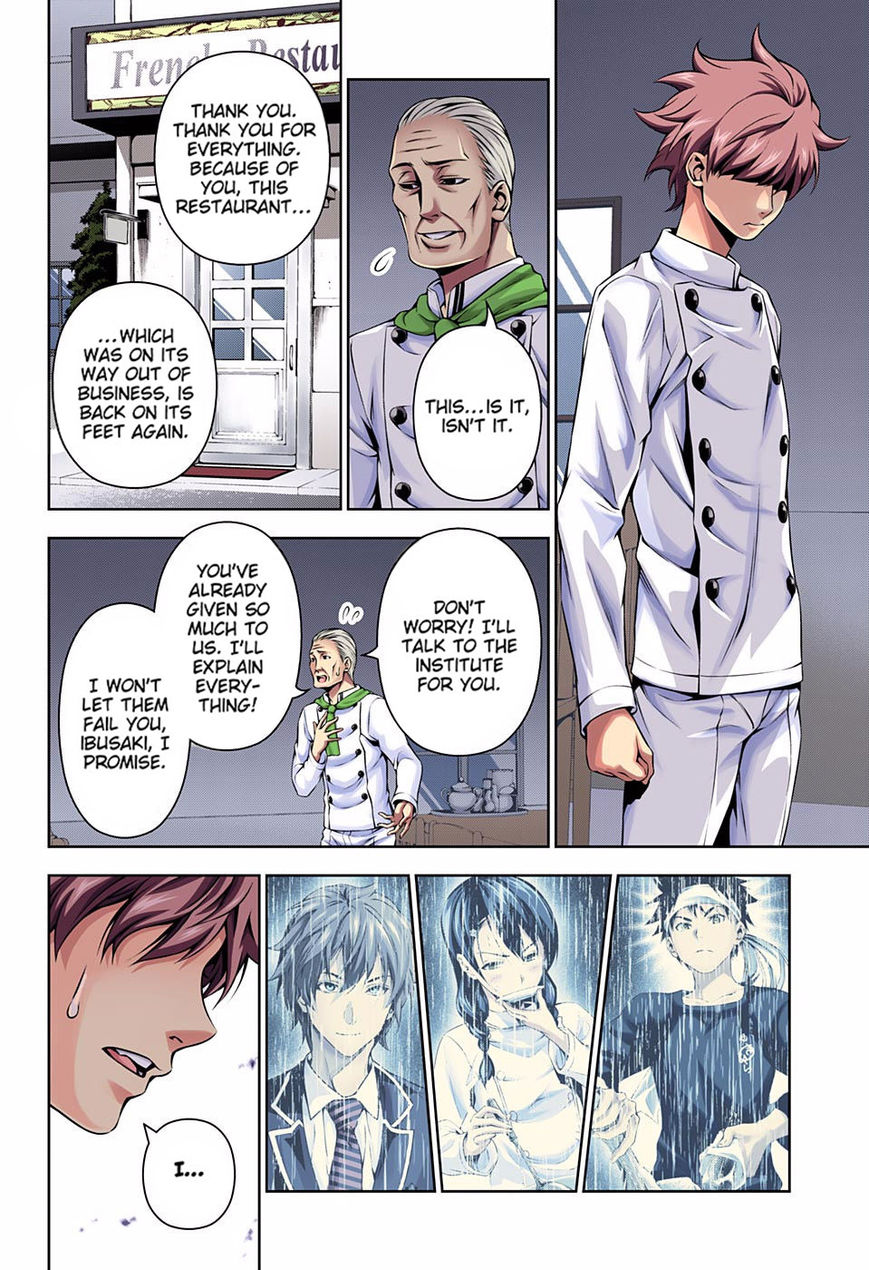 THIS...IS IT,
ISN'T IT.
French Restau
THANK YOU.
THANK YOU FOR
EVERYTHING.
BECAUSE OF
YOU, THIS
RESTAURANT...
...WHICH
WAS ON ITS
WAY OUT OF
BUSINESS, IS
BACK ON ITS
FEET AGAIN.
DON'T
WORRY! I'LL
TALK TO THE
INSTITUTE
FOR YOU.
YOU'VE
ALREADY
GIVEN SO
MUCH TO
US. I'LL
EXPLAIN
EVERY-
THING!
I WON'T
LET THEM
FAIL YOU,
IBUSAKI, I
PROMISE.
I...